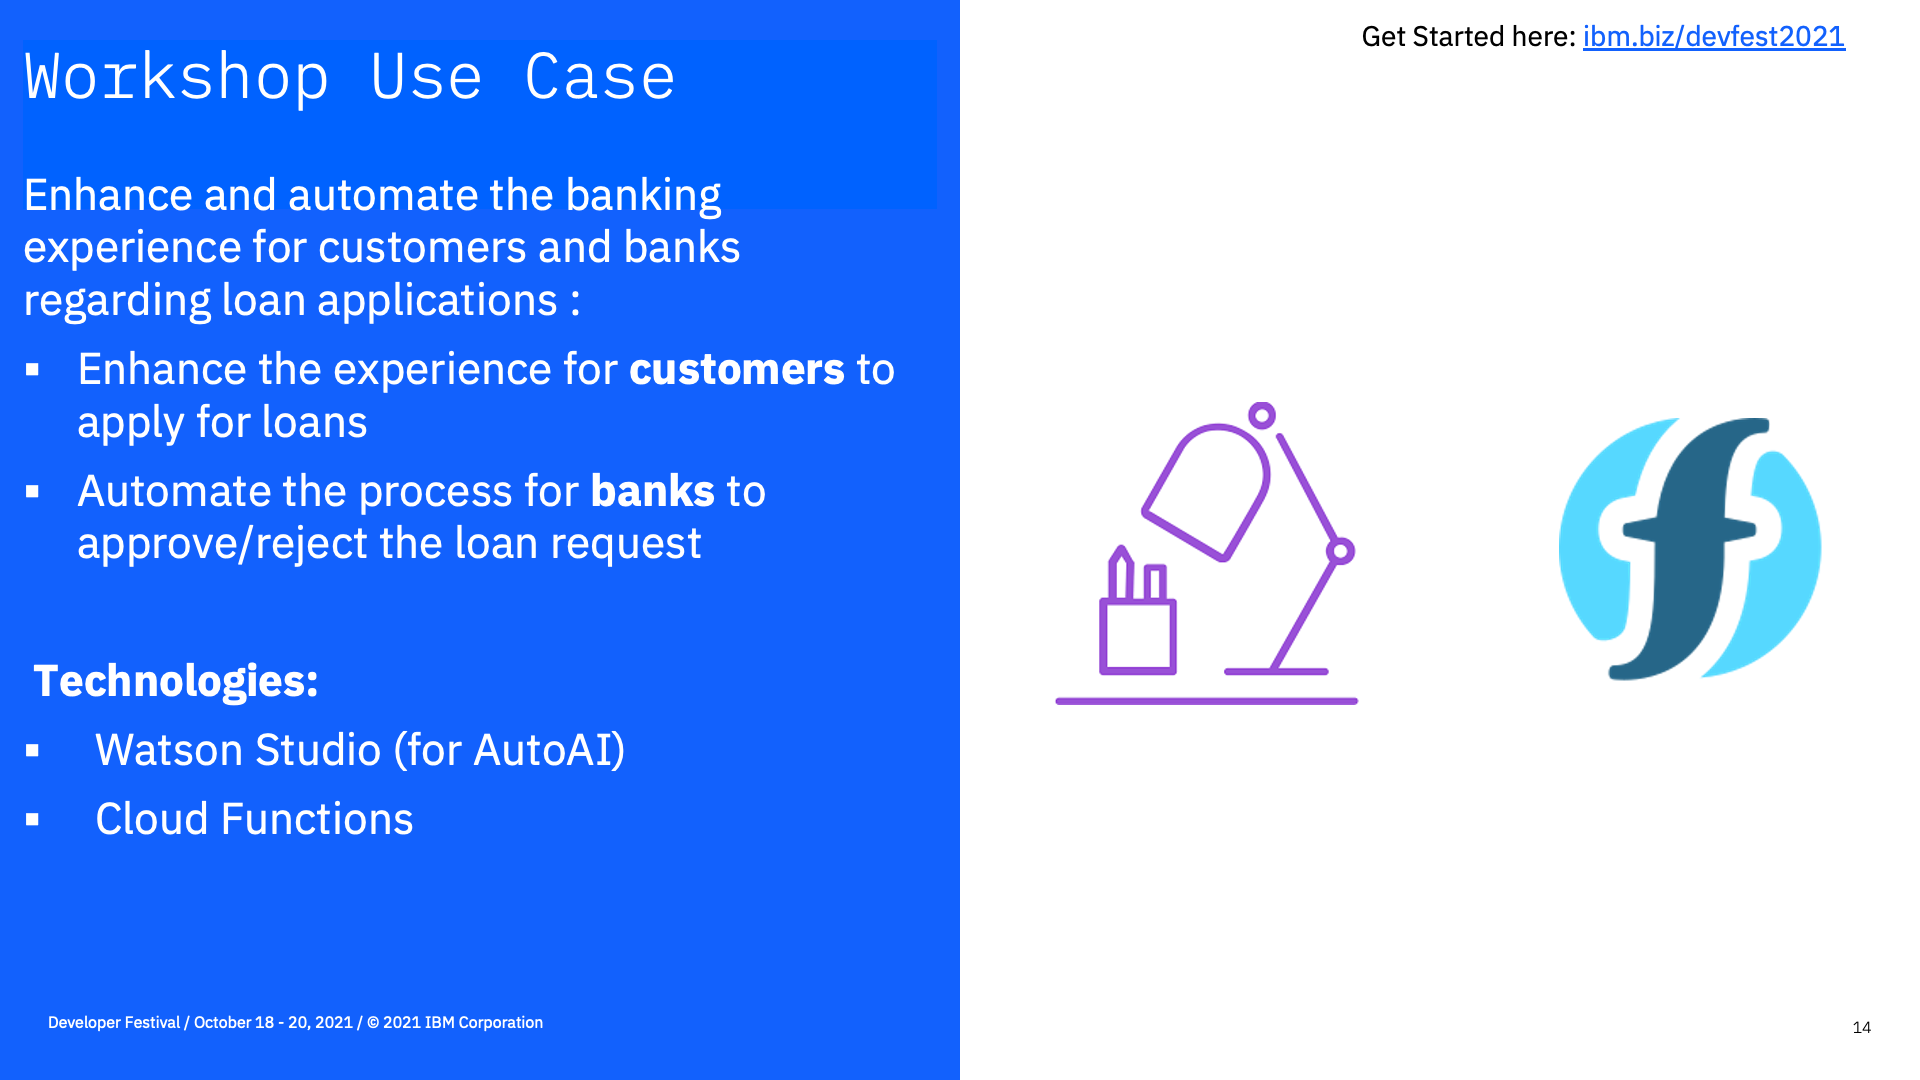 Get Started here: ibm.biz/devfest2021
Workshop Use Case
Enhance and automate the banking
experience for customers and banks
regarding loan applications :
▪ Enhance the experience for customers to
apply for loans
▪ Automate the process for banks to
approve/reject the loan request
Technologies:
▪ Watson Studio (for AutoAI)
▪ Cloud Functions
Developer Festival / October 18 - 20, 2021 / © 2021 IBM Corporation
14